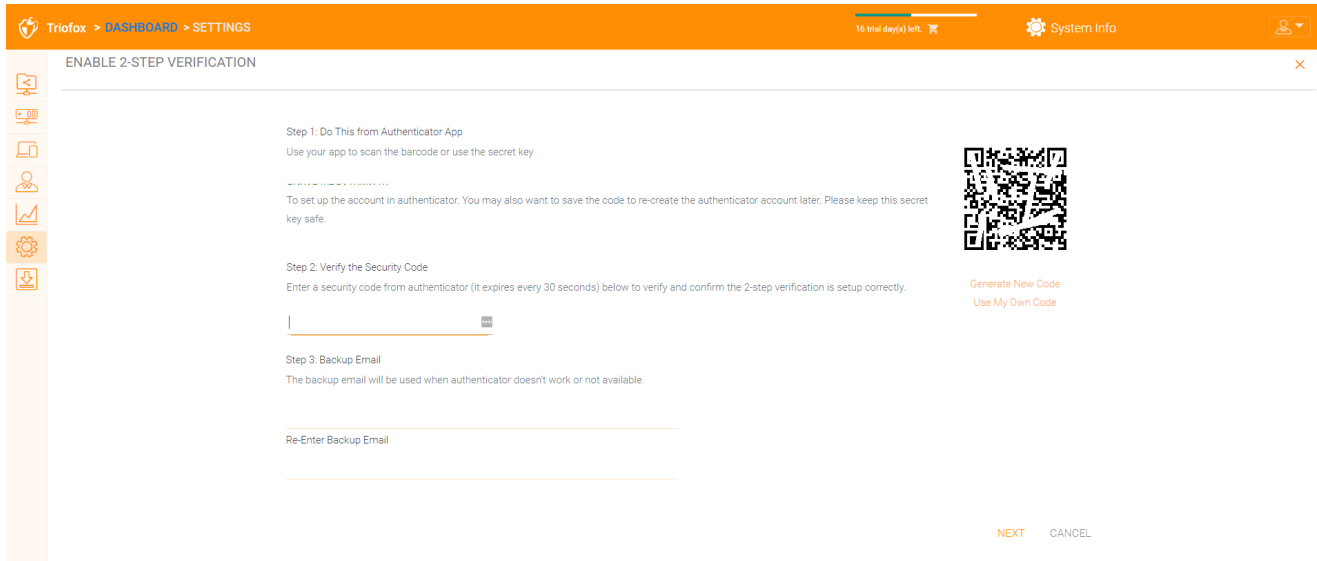 Triofox > DASHBOARD > SETTINGS
16 trial day(s) left.
System Info
ENABLE 2-STEP VERIFICATION
Step 1: Do This from Authenticator App
Use your app to scan the barcode or use the secret key
To set up the account in authenticator. You may also want to save the code to re-create the authenticator account later. Please keep this secret
key safe.
Step 2: Verify the Security Code
Enter a security code from authenticator (it expires every 30 seconds) below to verify and confirm the 2-step verification is setup correctly.
Generate New Code
Use My Own Code
Step 3: Backup Email
The backup email will be used when authenticator doesn't work or not available.
Re-Enter Backup Email
NEXT CANCEL